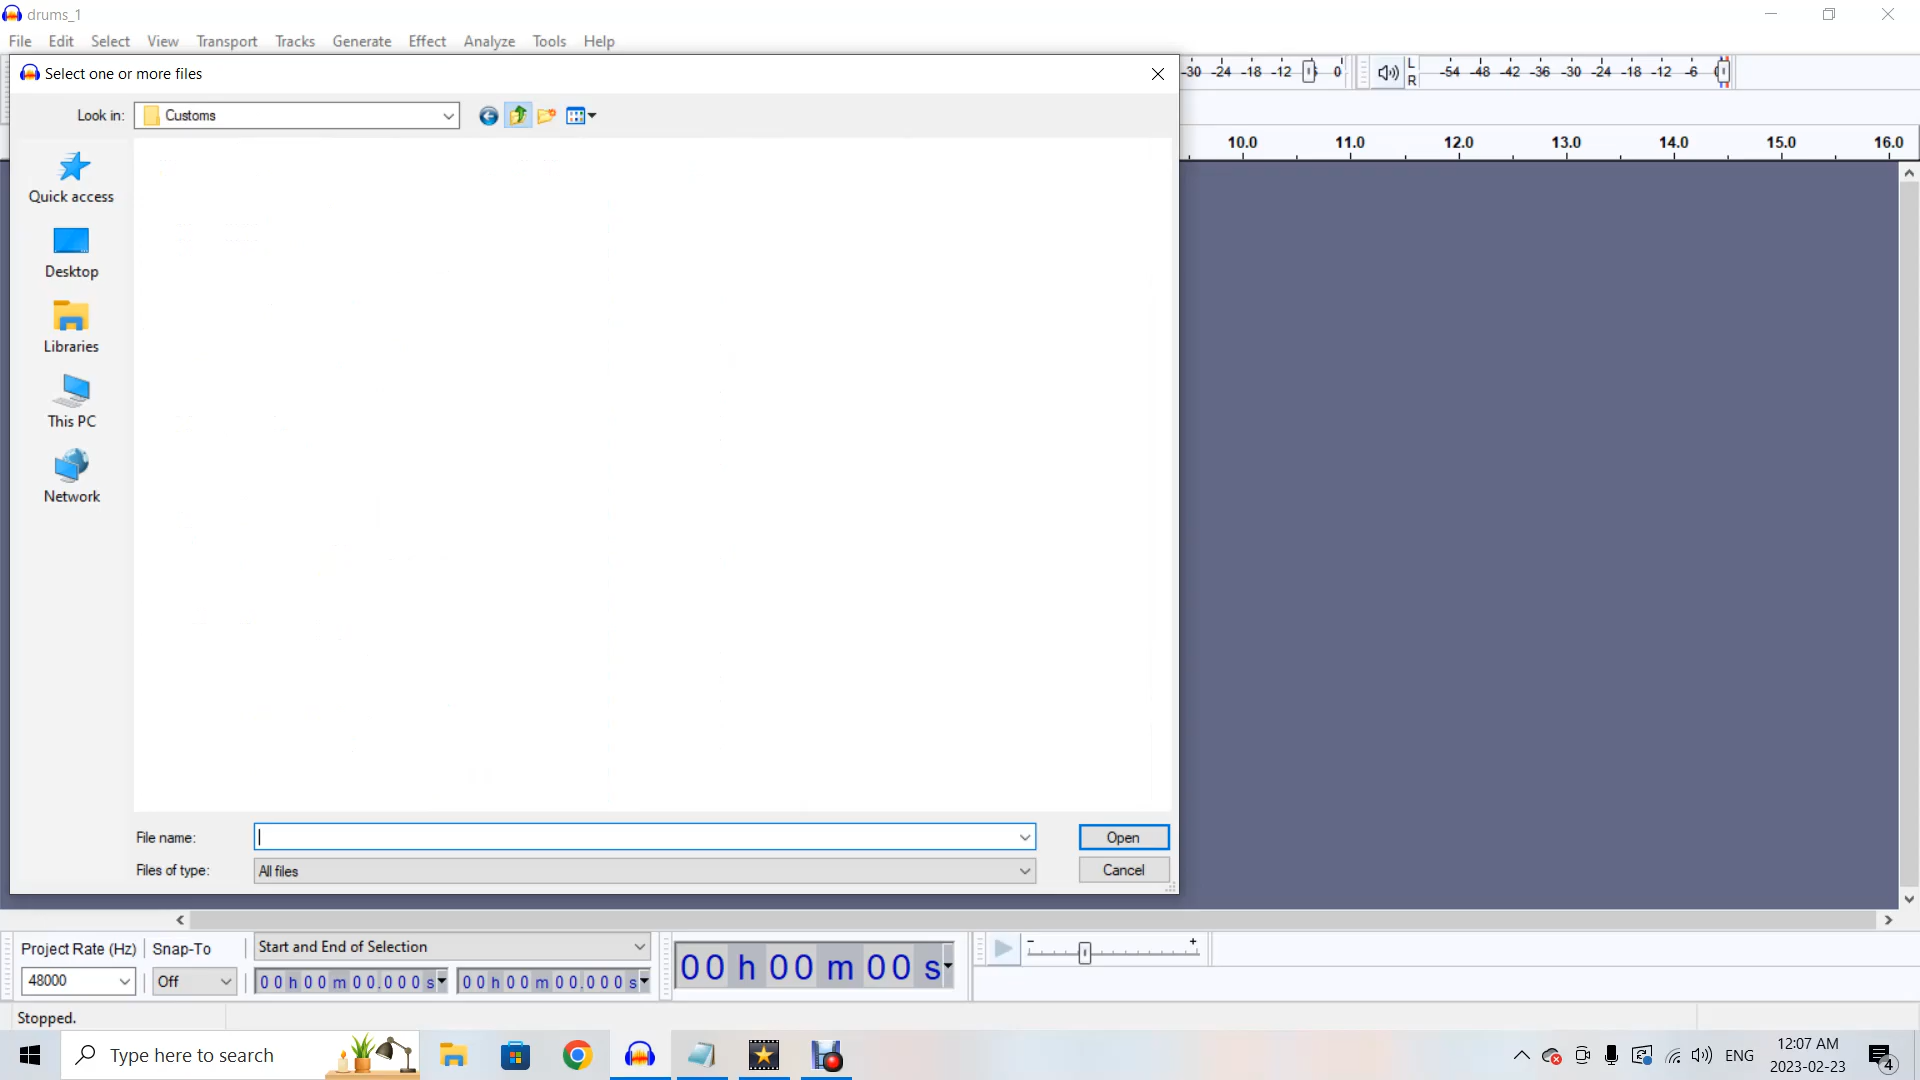 drums_1
File Edit Select View Transport Tracks Generate Effect Analyze Tools Help
Select one or more files
-30 -24 -18 -12 0
L
R
-54 -48 -42 -36 -30 -24 -18 -12 -6
Look in: Customs
10.0 11.0 12.0 13.0 14.0 15.0 16.0
Quick access
Desktop
Libraries
This PC
Network
File name: Open
Files of type: All files Cancel
Project Rate (Hz) Snap-To Start and End of Selection
48000 Off 00 h 00 m 00.000 s 00 h 00 m 00.000 s
00 h 00 m 00 s
- +
Stopped.
Type here to search
ENG
12:07 AM
2023-02-23
4